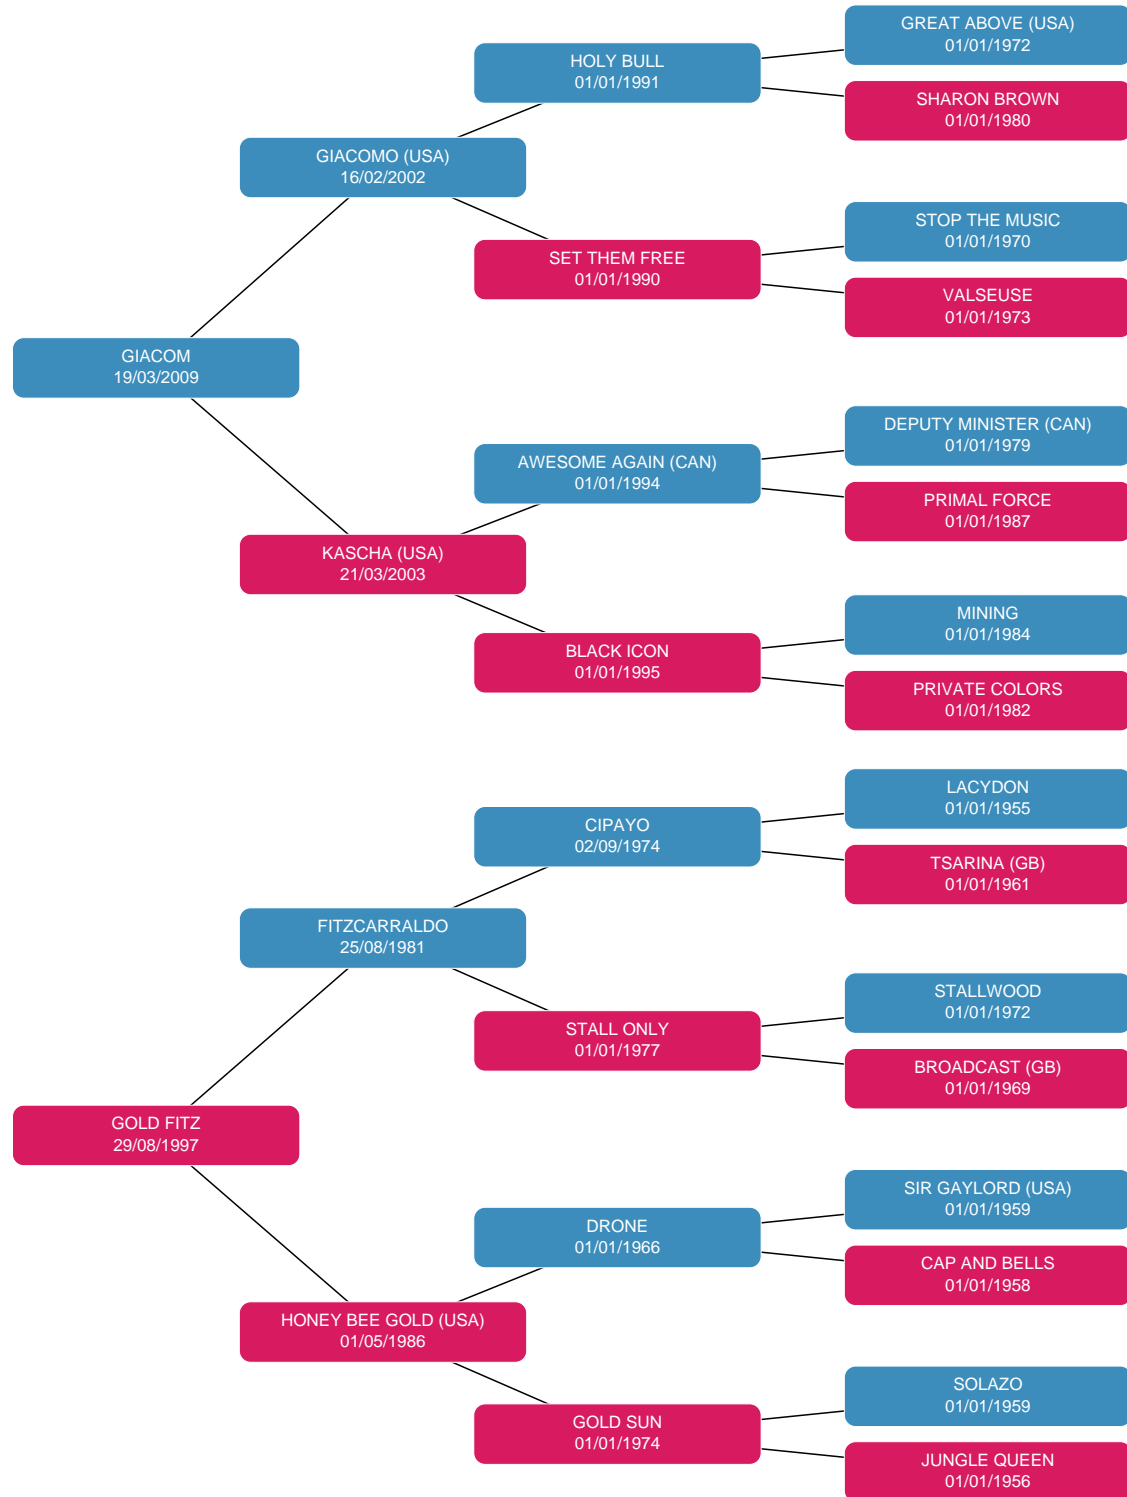 GREAT ABOVE (USA)
01/01/1972
HOLY BULL
01/01/1991
SHARON BROWN
01/01/1980
GIACOMO (USA)
16/02/2002
STOP THE MUSIC
01/01/1970
SET THEM FREE
01/01/1990
VALSEUSE
01/01/1973
GIACOM
19/03/2009
DEPUTY MINISTER (CAN)
01/01/1979
AWESOME AGAIN (CAN)
01/01/1994
PRIMAL FORCE
01/01/1987
KASCHA (USA)
21/03/2003
MINING
01/01/1984
BLACK ICON
01/01/1995
PRIVATE COLORS
01/01/1982
LACYDON
01/01/1955
CIPAYO
02/09/1974
TSARINA (GB)
01/01/1961
FITZCARRALDO
25/08/1981
STALLWOOD
01/01/1972
STALL ONLY
01/01/1977
BROADCAST (GB)
01/01/1969
GOLD FITZ
29/08/1997
SIR GAYLORD (USA)
01/01/1959
DRONE
01/01/1966
CAP AND BELLS
01/01/1958
HONEY BEE GOLD (USA)
01/05/1986
SOLAZO
01/01/1959
GOLD SUN
01/01/1974
JUNGLE QUEEN
01/01/1956